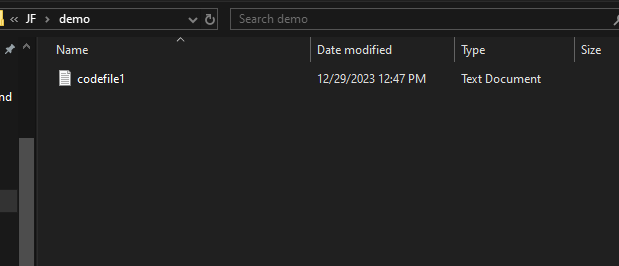 « JF > demo
Search demo
Name Date modified Type Size
codefile1 12/29/2023 12:47 PM Text Document
nd